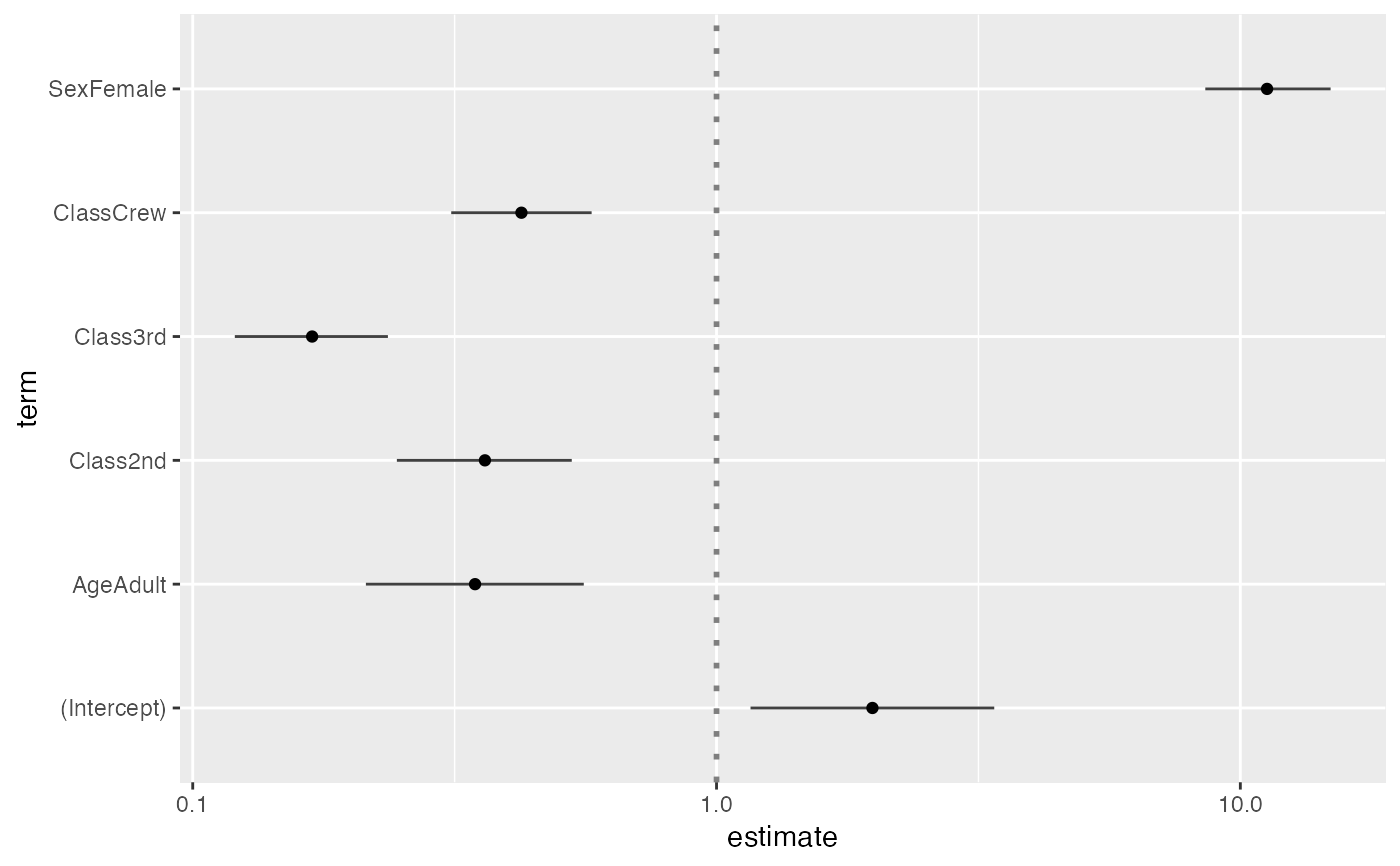 SexFemale
ClassCrew
Class3rd
Class2nd
AgeAdult
(Intercept)
term
0.1
1.0
10.0
estimate